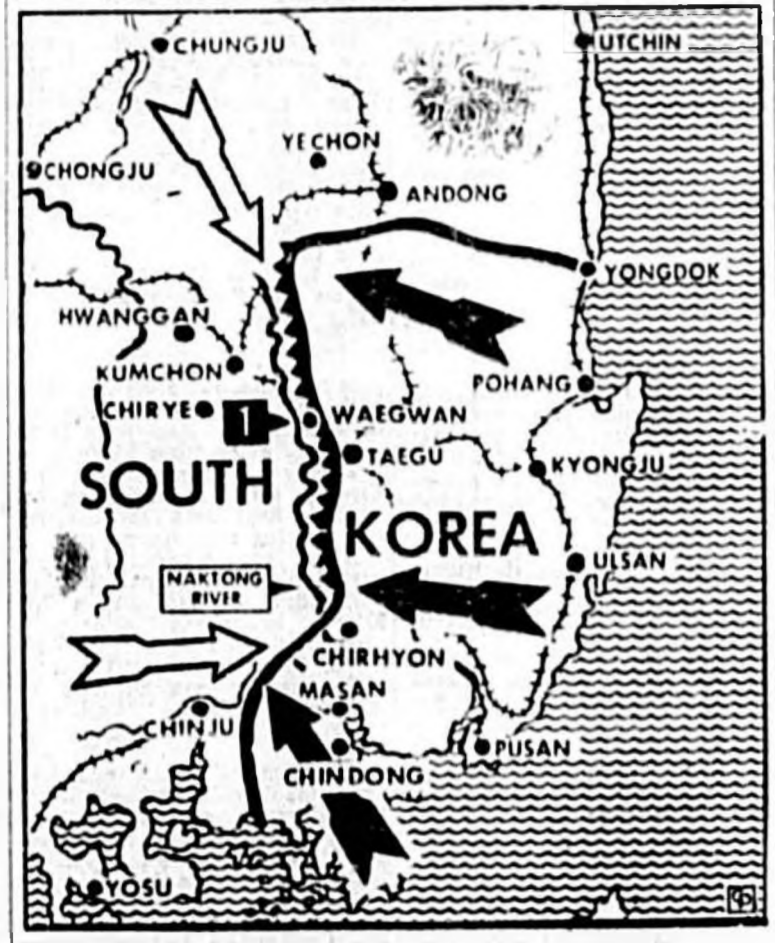 CHUNGJU
UTCHIN
YECHON
CHONGJU
ANDONG
YONGDOK
HWANGGAN
KUMCHON
POHANG
CHIRYE
1
WAEGWAN
TAEGU
KYONGJU
SOUTH
KOREA
ULSAN
NAKTONG
RIVER
CHIRHYON
MASAN
CHINJU
PUSAN
CHINDONG
YOSU
CP